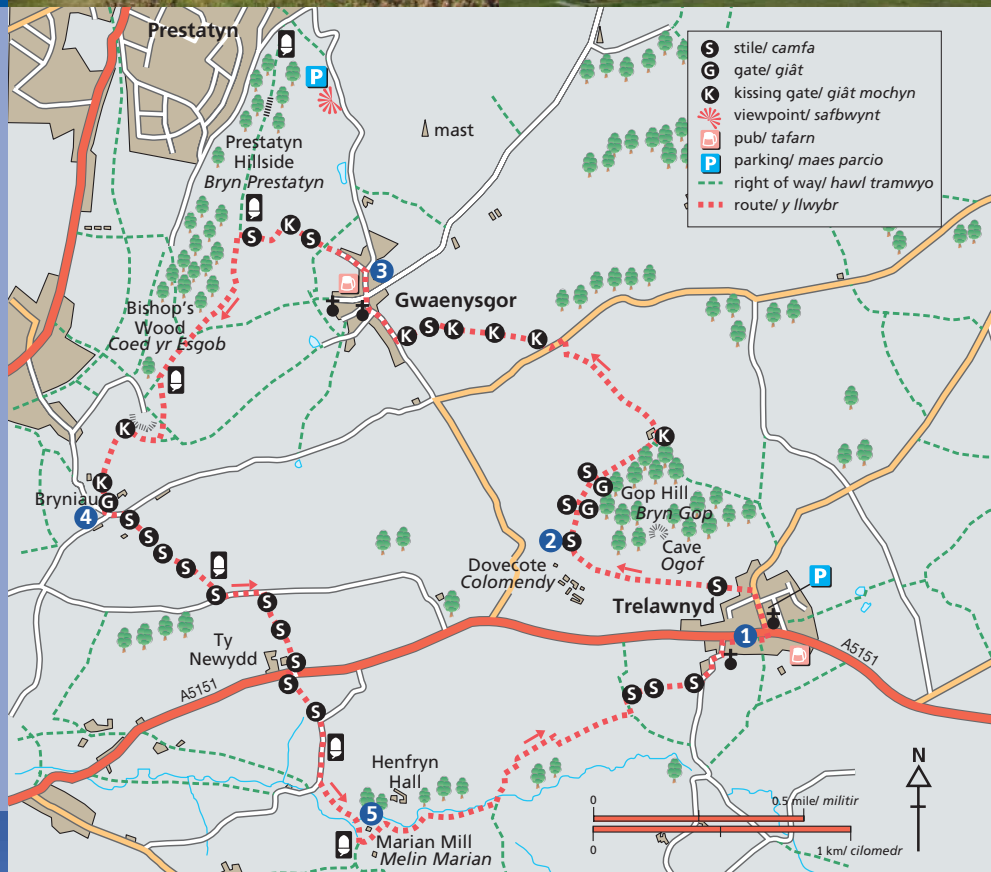 Prestatyn
P
mast
S stile/ camfa
G gate/ giât
K kissing gate/ giât mochyn
viewpoint/ safbwynt
pub/ tafarn
P parking/ maes parcio
right of way/ hawl tramwyo
route/ y llwybr
Prestatyn
Hillside
Bryn Prestatyn
S
K
S
3
Gwaenysgor
Bishop's
Wood
Coed yr Esgob
K
S
K
K
K
K
K
K
G
Bryniau
4
S
S
S
S
S
S
G
S
G
Gop Hill
Bryn Gop
2
S
Cave
Ogof
Dovecote
Colomendy
S
P
Trelawnyd
1
A5151
S
S
S
S
Ty
Newydd
S
S
A5151
S
S
S
Henfryn
Hall
5
Marian Mill
Melin Marian
N
0 0.5 mile/ militir
0 1 km/ cilomedr